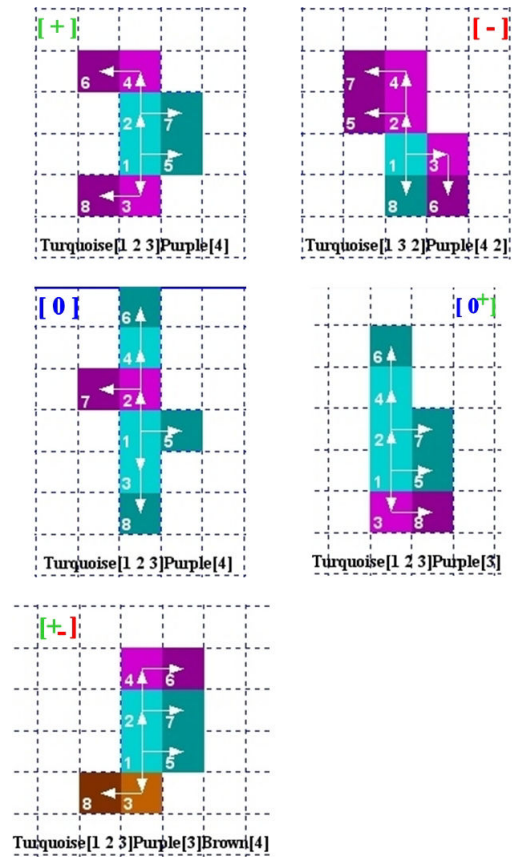 [ + ]
6 4
2 7
1 5
8 3
Turquoise[1 2 3]Purple[4]
[ - ]
7 4
5 2
1 3
8 6
Turquoise[1 3 2]Purple[4 2]
[ 0 ]
6
4
7 2
1 5
3
8
Turquoise[1 2 3]Purple[4]
[ 0+ ]
6
4
2 7
1 5
3 8
Turquoise[1 2 3]Purple[3]
[+-]
4 6
2 7
1 5
8 3
Turquoise[1 2 3]Purple[3]Brown[4]